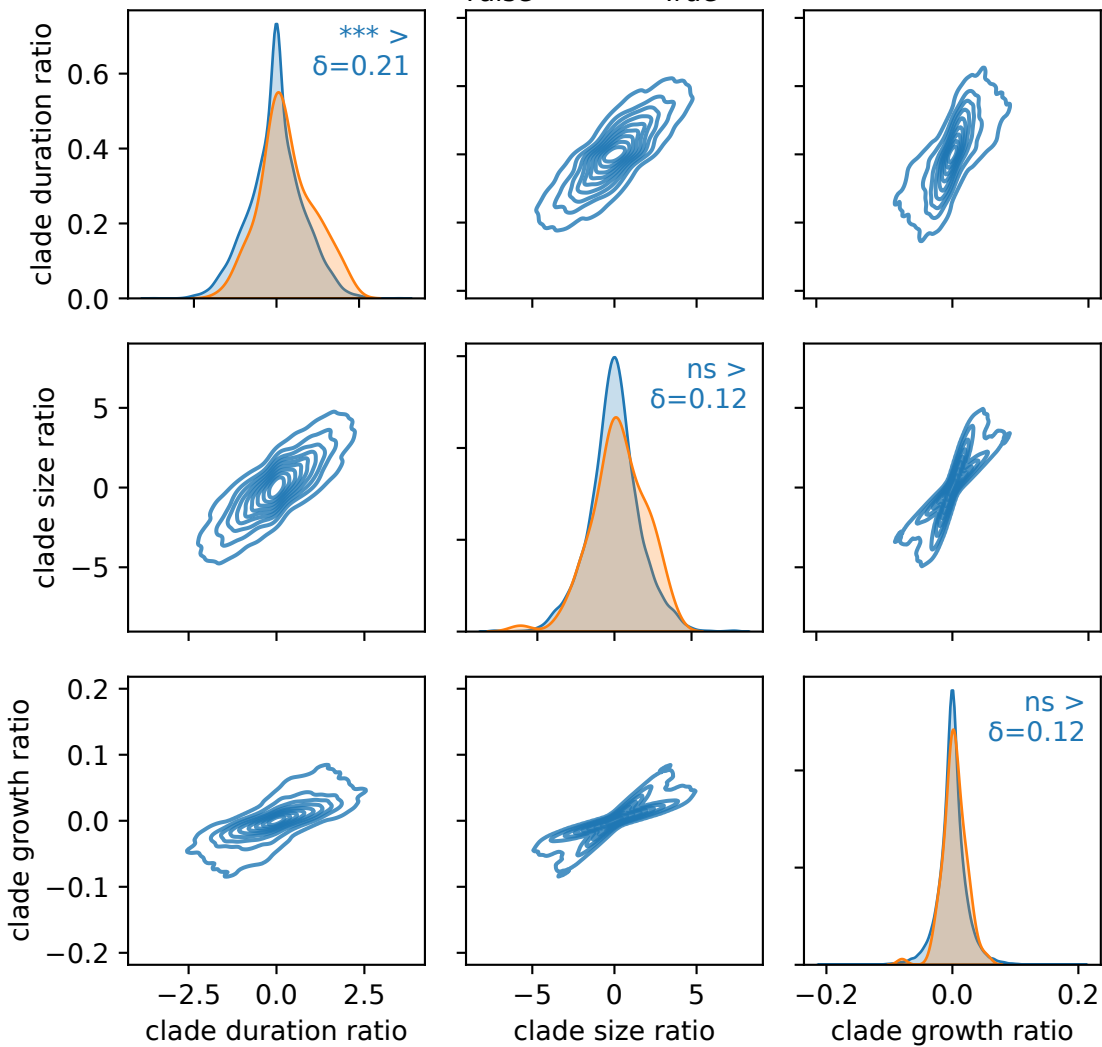 clade duration ratio
0.6
0.4
0.2
0.0
*** >
δ=0.21
clade size ratio
5
0
−5
ns >
δ=0.12
clade growth ratio
0.2
0.1
0.0
−0.1
−0.2
ns >
δ=0.12
−2.5 0.0 2.5
−5 0 5
−0.2 0.0 0.2
clade duration ratio
clade size ratio
clade growth ratio